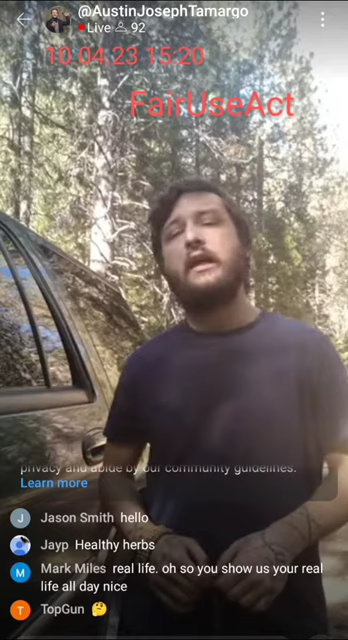 @AustinJosephTamargo
Live 92
10.04.23 15:20
FairUseAct
privacy and abide by our community guidelines.
Learn more
J Jason Smith hello
Jayp Healthy herbs
M Mark Miles real life. oh so you show us your real
life all day nice
T TopGun 🤔